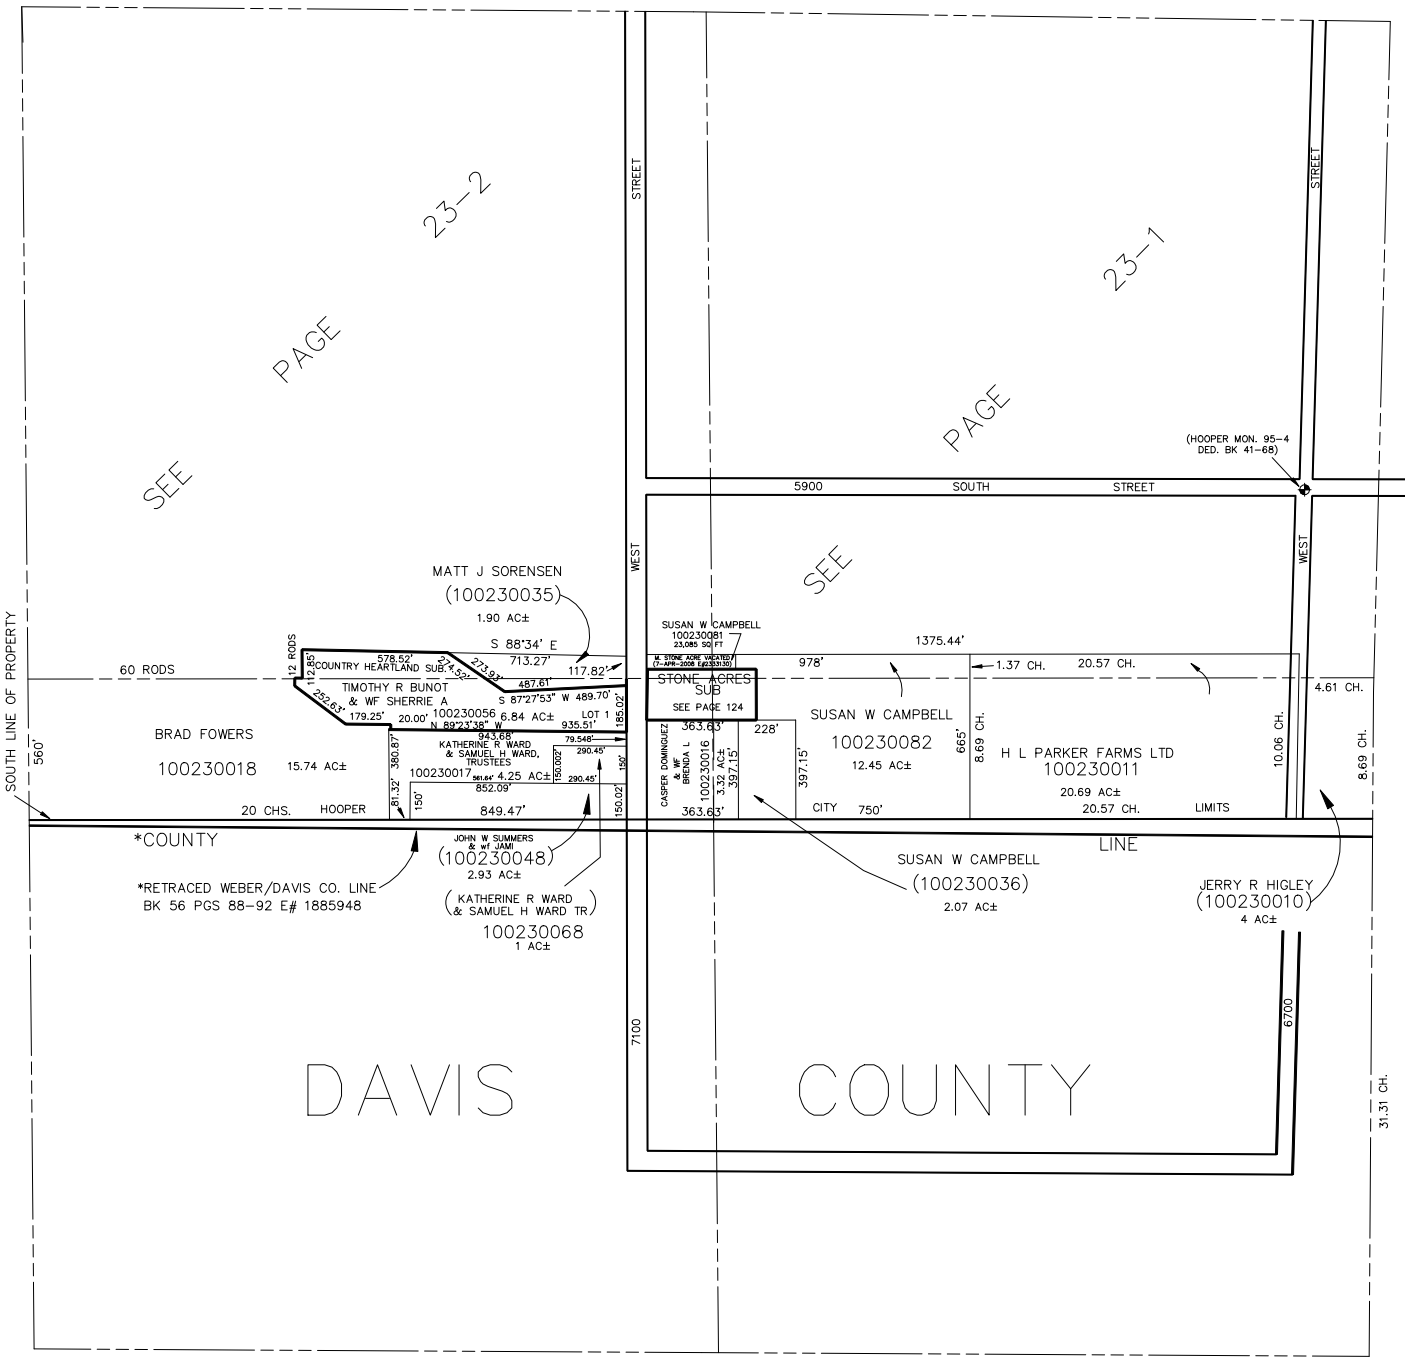 STREET
STREET
23-2
23-1
PAGE
PAGE
SEE
SEE
(HOOPER MON. 95-4
DED. BK 41-68)
5900 SOUTH STREET
WEST
WEST
MATT J SORENSEN
(100230035)
1.90 AC±
S 88°34' E
713.27'
117.82'
SUSAN W CAMPBELL
100230081
23,085 SQ FT
M. STONE ACRE VACATED
(7-APR-2008 E#2333130)
1375.44'
978'
1.37 CH.
20.57 CH.
4.61 CH.
60 RODS
12 RODS
112.85'
578.52'
COUNTRY HEARTLAND SUB.
274.52'
273.93'
487.61'
S 87°27'53" W 489.70'
TIMOTHY R BUNOT
& WF SHERRIE A
100230056 6.84 AC±
LOT 1
185.02'
252.63'
179.25'
20.00'
N 89°23'38" W
935.51'
943.68'
STONE ACRES
SUB
SEE PAGE 124
363.63'
228'
SOUTH LINE OF PROPERTY
560'
BRAD FOWERS
100230018
15.74 AC±
380.87'
81.32'
KATHERINE R WARD
& SAMUEL H WARD,
TRUSTEES
100230017
561.64'
4.25 AC±
79.548'
290.45'
150.002'
150'
290.45'
852.09'
150'
150.02'
849.47'
CASPER DOMINGUEZ
& WF
BRENDA L
100230016
3.32 AC±
397.15'
397.15'
363.63'
SUSAN W CAMPBELL
100230082
12.45 AC±
665'
8.69 CH.
H L PARKER FARMS LTD
100230011
20.69 AC±
10.06 CH.
8.69 CH.
20 CHS.
HOOPER
CITY
750'
20.57 CH.
LIMITS
*COUNTY
LINE
*RETRACED WEBER/DAVIS CO. LINE
BK 56 PGS 88-92 E# 1885948
JOHN W SUMMERS
& wf JAMI
(100230048)
2.93 AC±
(KATHERINE R WARD
& SAMUEL H WARD TR)
100230068
1 AC±
SUSAN W CAMPBELL
(100230036)
2.07 AC±
JERRY R HIGLEY
(100230010)
4 AC±
7100
6700
DAVIS COUNTY
31.31 CH.